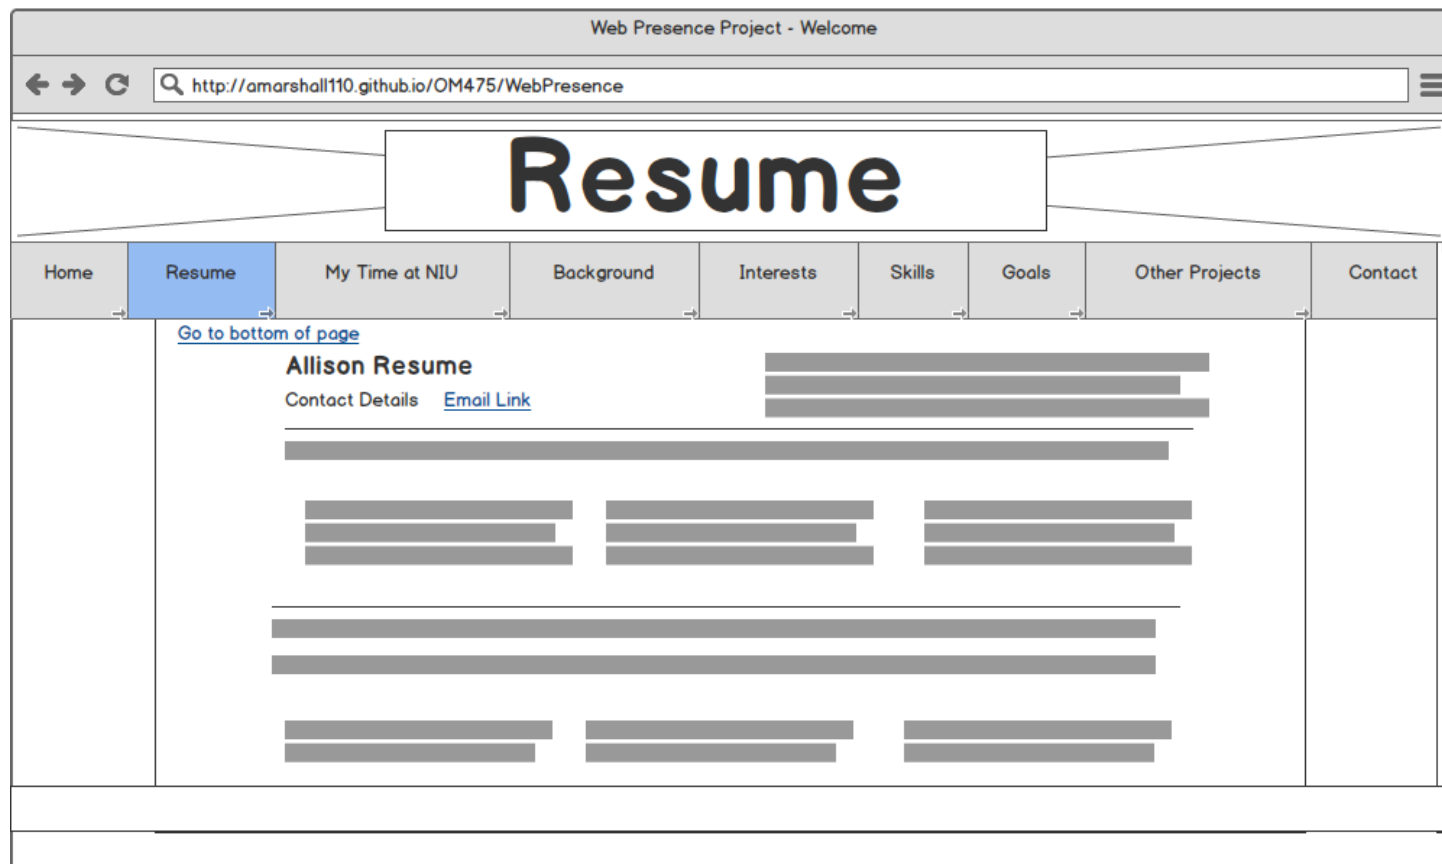 Web Presence Project - Welcome
http://amarshall110.github.io/OM475/WebPresence
Resume
Home Resume My Time at NIU Background Interests Skills Goals Other Projects Contact
Go to bottom of page
Allison Resume
Contact Details Email Link